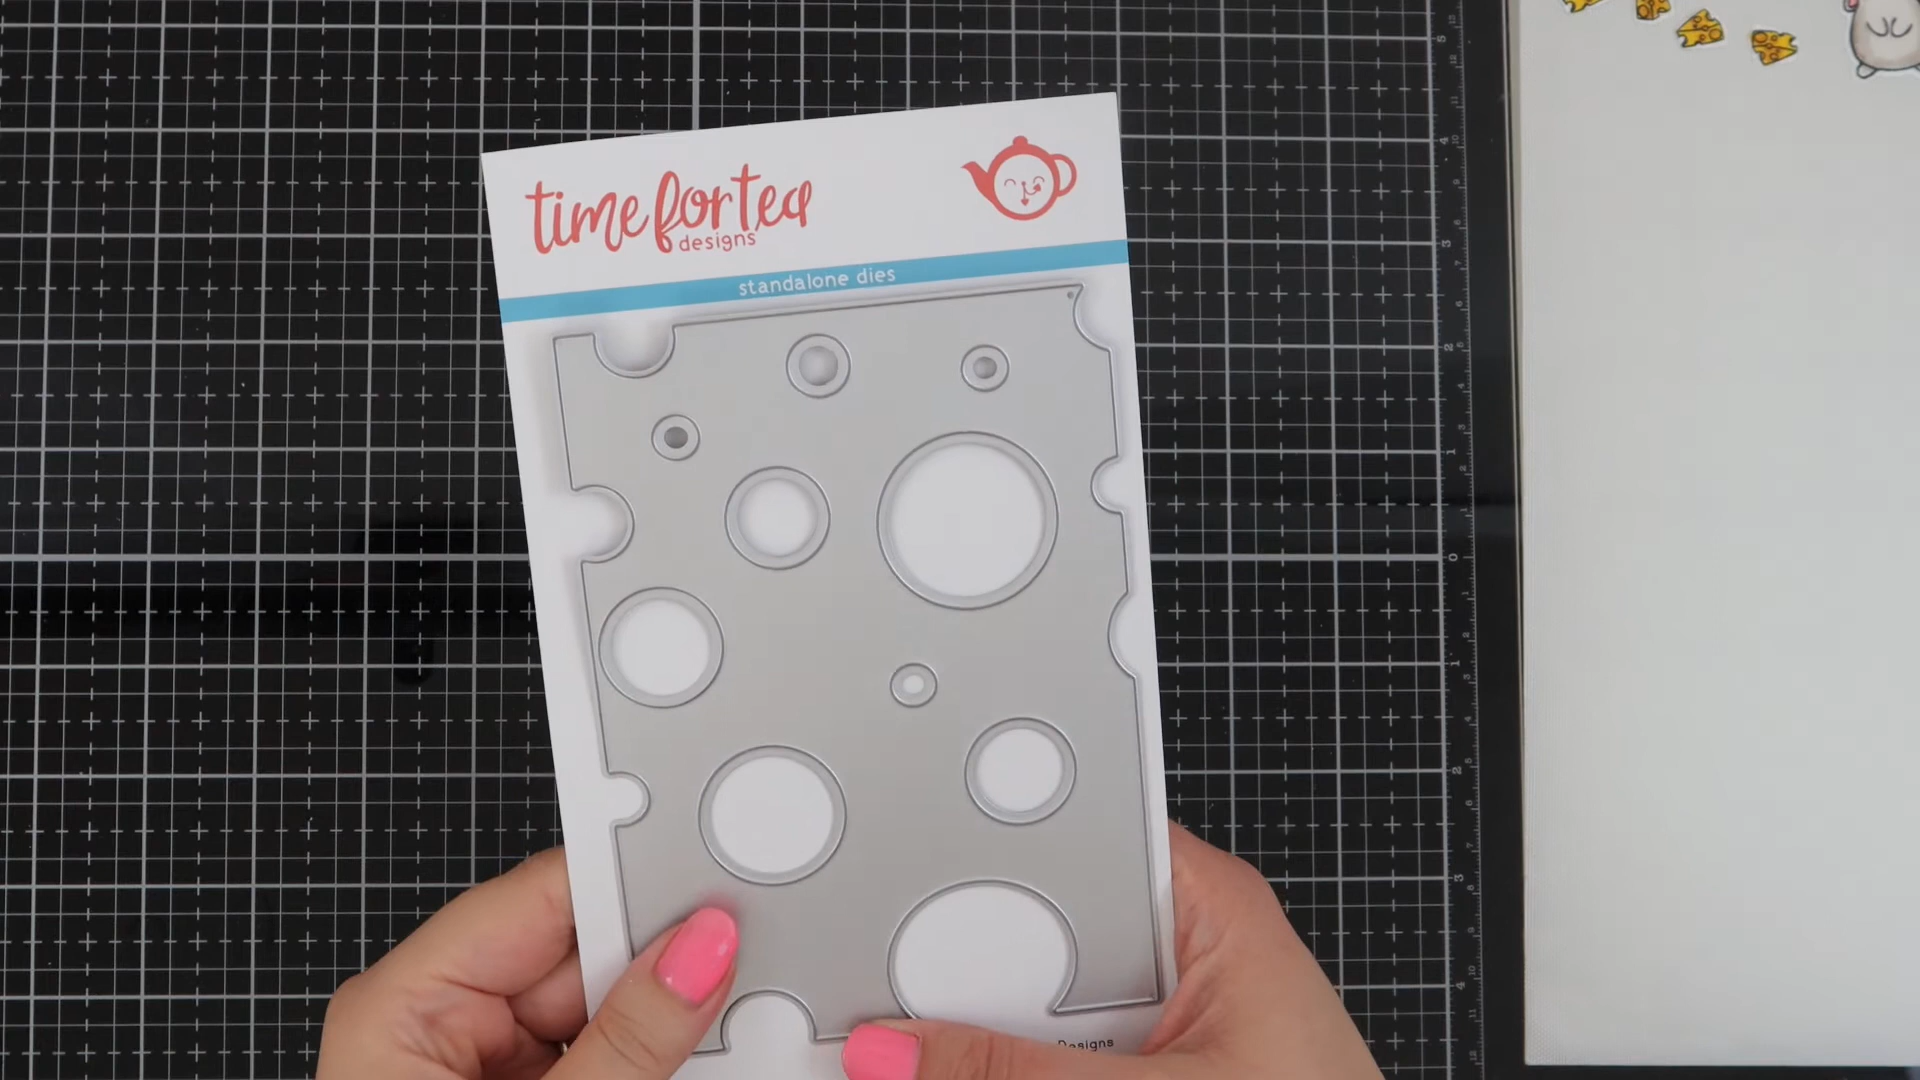 time for tea
designs
standalone dies
Designs